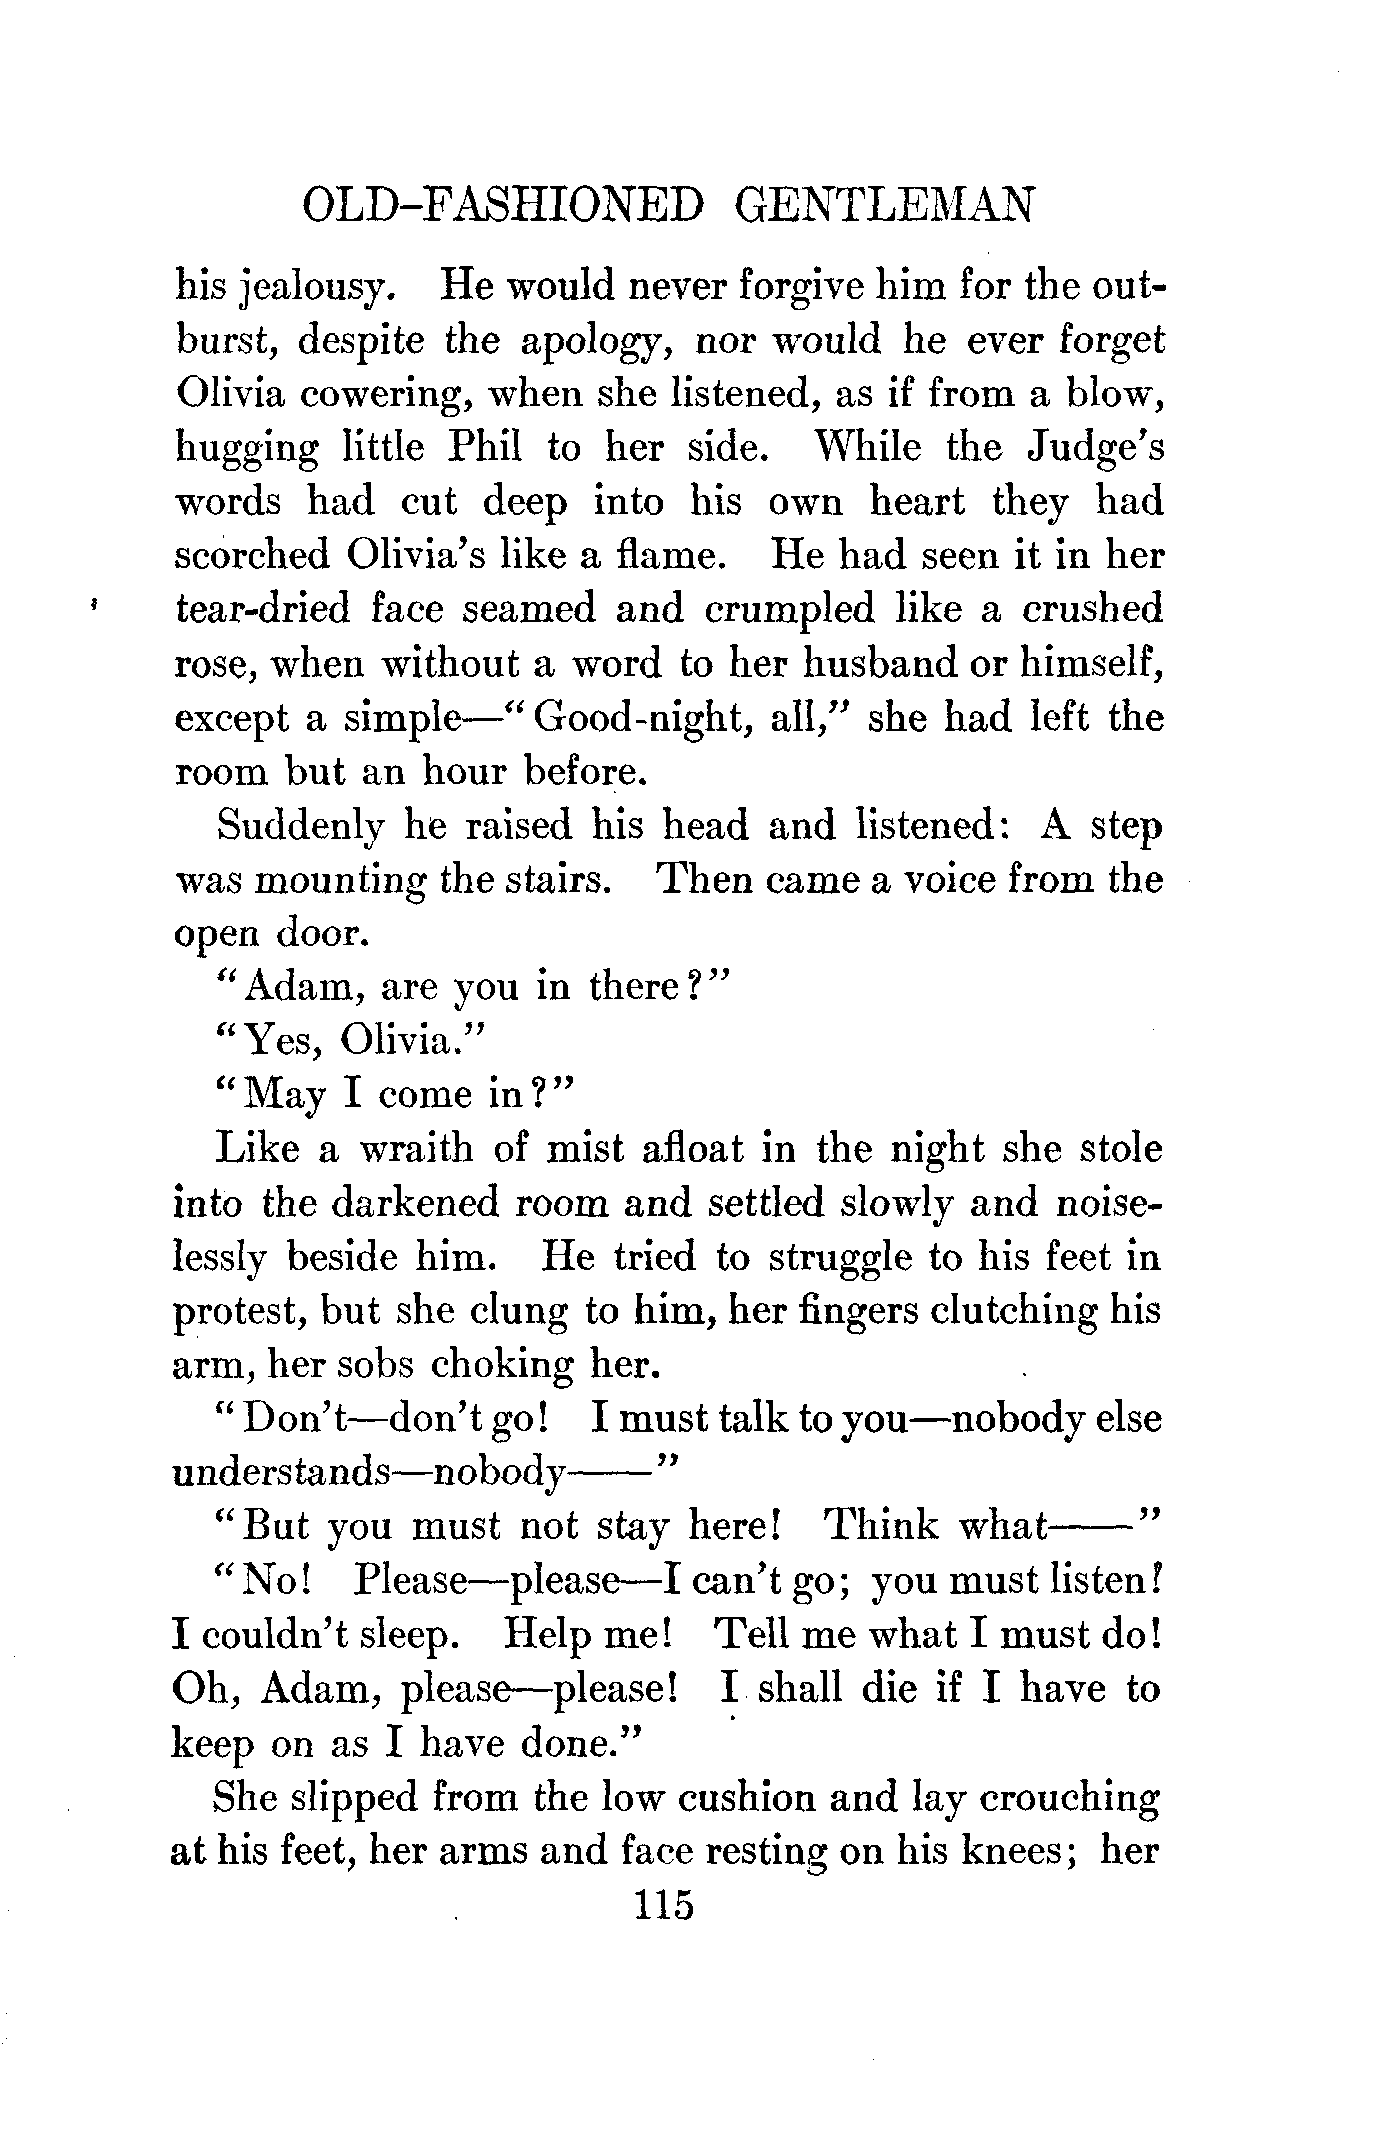 OLD-FASHIONED GENTLEMAN
his jealousy. He would never forgive him for the out-
burst, despite the apology, nor would he ever forget
Olivia cowering, when she listened, as if from a blow,
hugging little Phil to her side. While the Judge's
words had cut deep into his own heart they had
scorched Olivia's like a flame. He had seen it in her
tear-dried face seamed and crumpled like a crushed
rose, when without a word to her husband or himself,
except a simple—"Good-night, all," she had left the
room but an hour before.
Suddenly he raised his head and listened: A step
was mounting the stairs. Then came a voice from the
open door.
"Adam, are you in there?"
"Yes, Olivia."
"May I come in?"
Like a wraith of mist afloat in the night she stole
into the darkened room and settled slowly and noise-
lessly beside him. He tried to struggle to his feet in
protest, but she clung to him, her fingers clutching his
arm, her sobs choking her.
"Don't—don't go! I must talk to you—nobody else
understands—nobody——"
"But you must not stay here! Think what——"
"No! Please—please—I can't go; you must listen!
I couldn't sleep. Help me! Tell me what I must do!
Oh, Adam, please—please! I shall die if I have to
keep on as I have done."
She slipped from the low cushion and lay crouching
at his feet, her arms and face resting on his knees; her
115